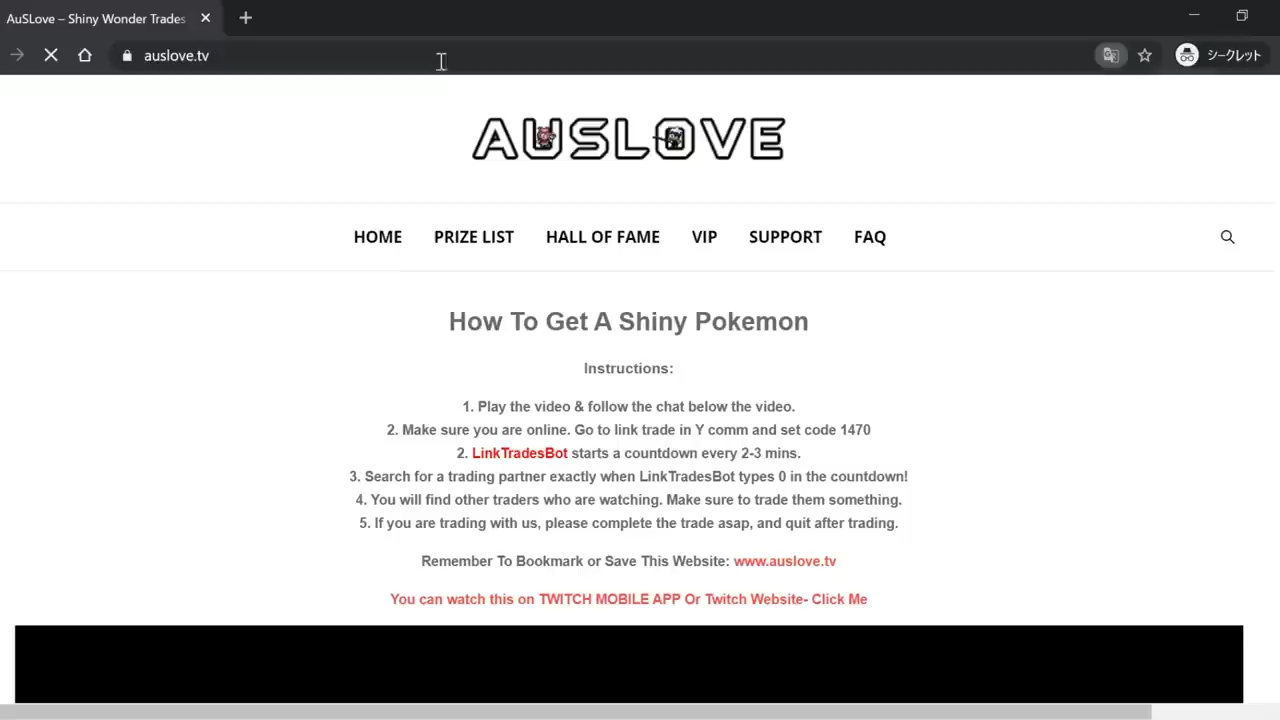 AuSLove – Shiny Wonder Trades
auslove.tv
シークレット
AUSLOVE
HOME PRIZE LIST HALL OF FAME VIP SUPPORT FAQ
How To Get A Shiny Pokemon
Instructions:
1. Play the video & follow the chat below the video.
2. Make sure you are online. Go to link trade in Y comm and set code 1470
2. LinkTradesBot starts a countdown every 2-3 mins.
3. Search for a trading partner exactly when LinkTradesBot types 0 in the countdown!
4. You will find other traders who are watching. Make sure to trade them something.
5. If you are trading with us, please complete the trade asap, and quit after trading.
Remember To Bookmark or Save This Website: www.auslove.tv
You can watch this on TWITCH MOBILE APP Or Twitch Website- Click Me